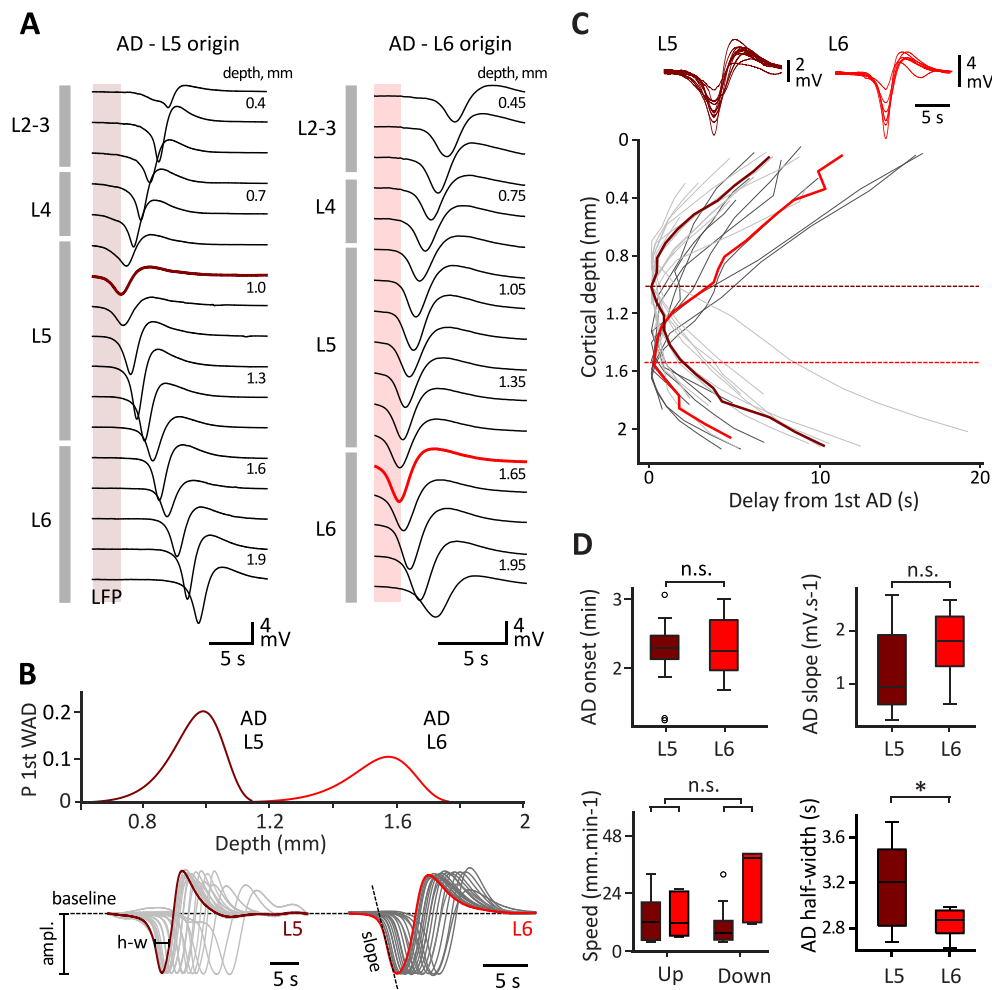 A
AD - L5 origin
AD - L6 origin
depth, mm
depth, mm
L2-3
L4
L5
L6
0.4
0.7
1.0
1.3
1.6
1.9
LFP
4
mV
5 s
L2-3
L4
L5
L6
0.45
0.75
1.05
1.35
1.65
1.95
4
mV
5 s
B
P 1st WAD
0.2
0.1
0
AD
L5
AD
L6
0.8
1.2
1.6
2
Depth (mm)
baseline
ampl.
h-w
L5
5 s
slope
L6
5 s
C
L5
2
mV
L6
4
mV
5 s
Cortical depth (mm)
0
0.4
0.8
1.2
1.6
2
0
10
20
Delay from 1st AD (s)
D
AD onset (min)
3
2
n.s.
L5
L6
AD slope (mV.s-1)
2
1
n.s.
L5
L6
Speed (mm.min-1)
48
24
0
n.s.
Up
Down
AD half-width (s)
3.6
3.2
2.8
*
L5
L6